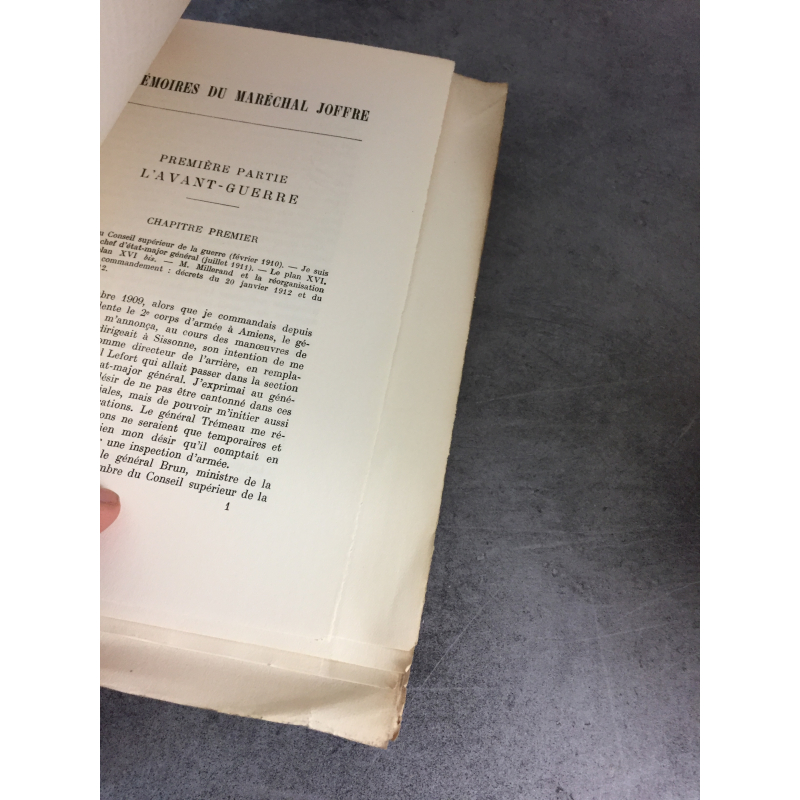 ÉMOIRES DU MARÉCHAL JOFFRE
PREMIÈRE PARTIE
L'AVANT-GUERRE
CHAPITRE PREMIER
u Conseil supérieur de la guerre (février 1910). — Je suis
chef d'état-major général (juillet 1911). — Le plan XVI,
lan XVI bis. — M. Millerand et la réorganisation
commandement : décrets du 20 janvier 1912 et du
2.
bre 1909, alors que je commandais depuis
lente le 2e corps d'armée à Amiens, le gé-
m'annonça, au cours des manœuvres de
dirigeait à Sissonne, son intention de me
omme directeur de l'arrière, en rempla-
l Lefort qui allait passer dans la section
tat-major général. J'exprimai au géné-
désir de ne pas être cantonné dans ces
iales, mais de pouvoir m'initier aussi
rations. Le général Trémeau me ré-
ons ne seraient que temporaires et
ien mon désir qu'il comptait en
r une inspection d'armée.
le général Brun, ministre de la
mbre du Conseil supérieur de la
1